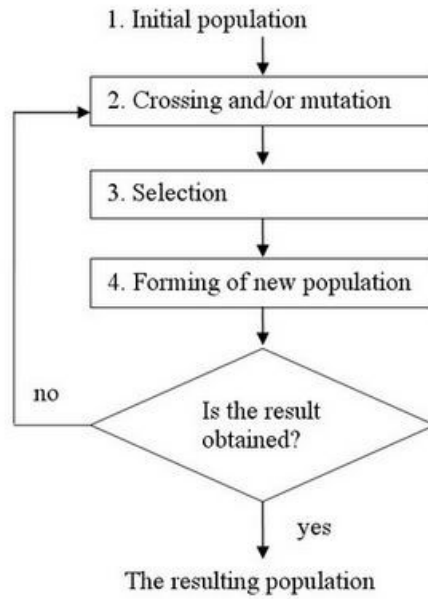 1. Initial population
2. Crossing and/or mutation
3. Selection
4. Forming of new population
Is the result
obtained?
no
yes
The resulting population